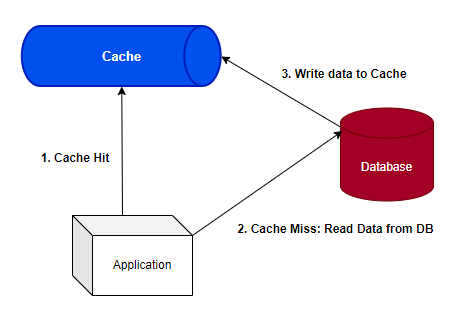 Cache
3. Write data to Cache
1. Cache Hit
Database
2. Cache Miss: Read Data from DB
Application